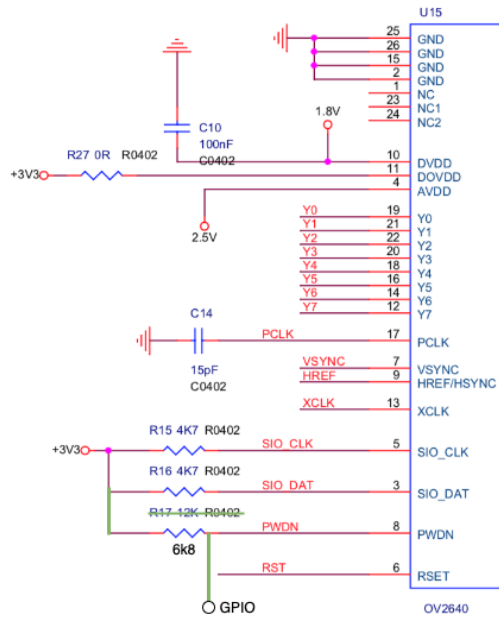 U15
25 GND
26 GND
15 GND
2 GND
1 NC
23 NC1
24 NC2
C10
100nF
C0402
1.8V
10 DVDD
R27 0R R0402
+3V3 11 DOVDD
4 AVDD
2.5V
Y0 19 Y0
Y1 21 Y1
Y2 22 Y2
Y3 20 Y3
Y4 18 Y4
Y5 16 Y5
Y6 14 Y6
Y7 12 Y7
C14
PCLK 17 PCLK
15pF
C0402
VSYNC 7 VSYNC
HREF 9 HREF/HSYNC
XCLK 13 XCLK
R15 4K7 R0402
+3V3 SIO_CLK 5 SIO_CLK
R16 4K7 R0402
SIO_DAT 3 SIO_DAT
R17 12K R0402
PWDN 8 PWDN
6k8
RST 6 RSET
GPIO
OV2640